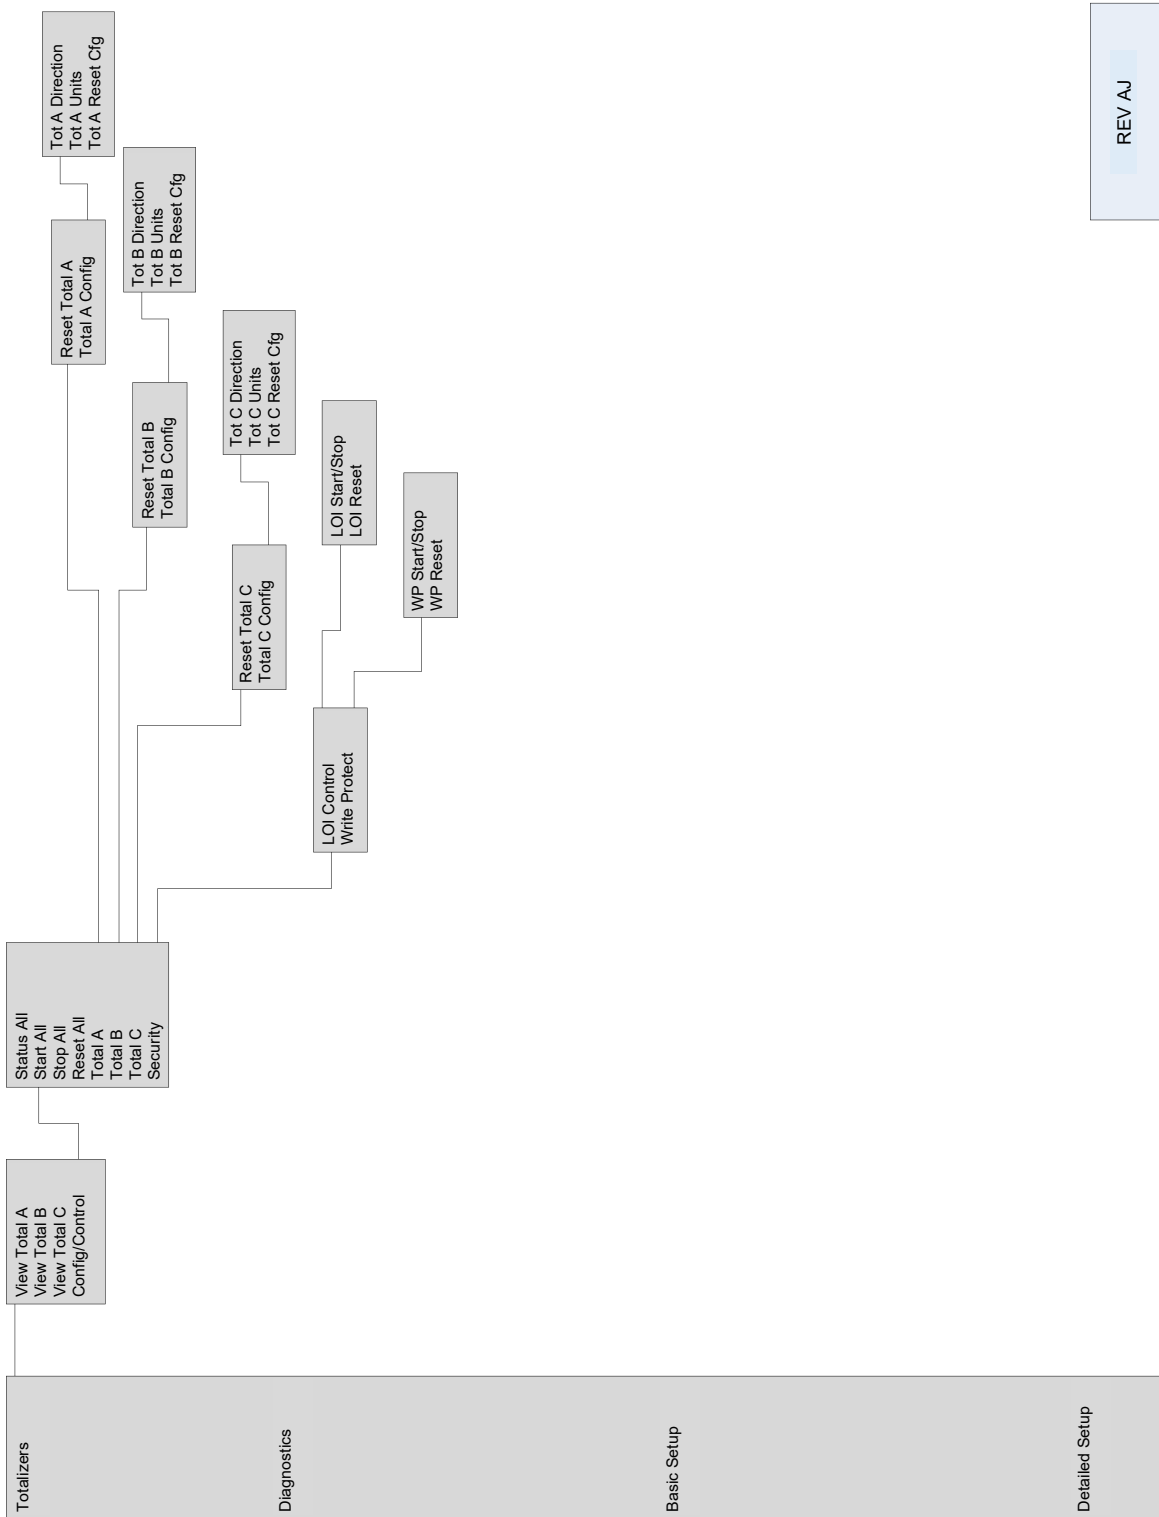 Totalizers
Diagnostics
Basic Setup
Detailed Setup
View Total A
View Total B
View Total C
Config/Control
Status All
Start All
Stop All
Reset All
Total A
Total B
Total C
Security
Reset Total A
Total A Config
Tot A Direction
Tot A Units
Tot A Reset Cfg
Reset Total B
Total B Config
Tot B Direction
Tot B Units
Tot B Reset Cfg
Reset Total C
Total C Config
Tot C Direction
Tot C Units
Tot C Reset Cfg
LOI Control
Write Protect
LOI Start/Stop
LOI Reset
WP Start/Stop
WP Reset
REV AJ